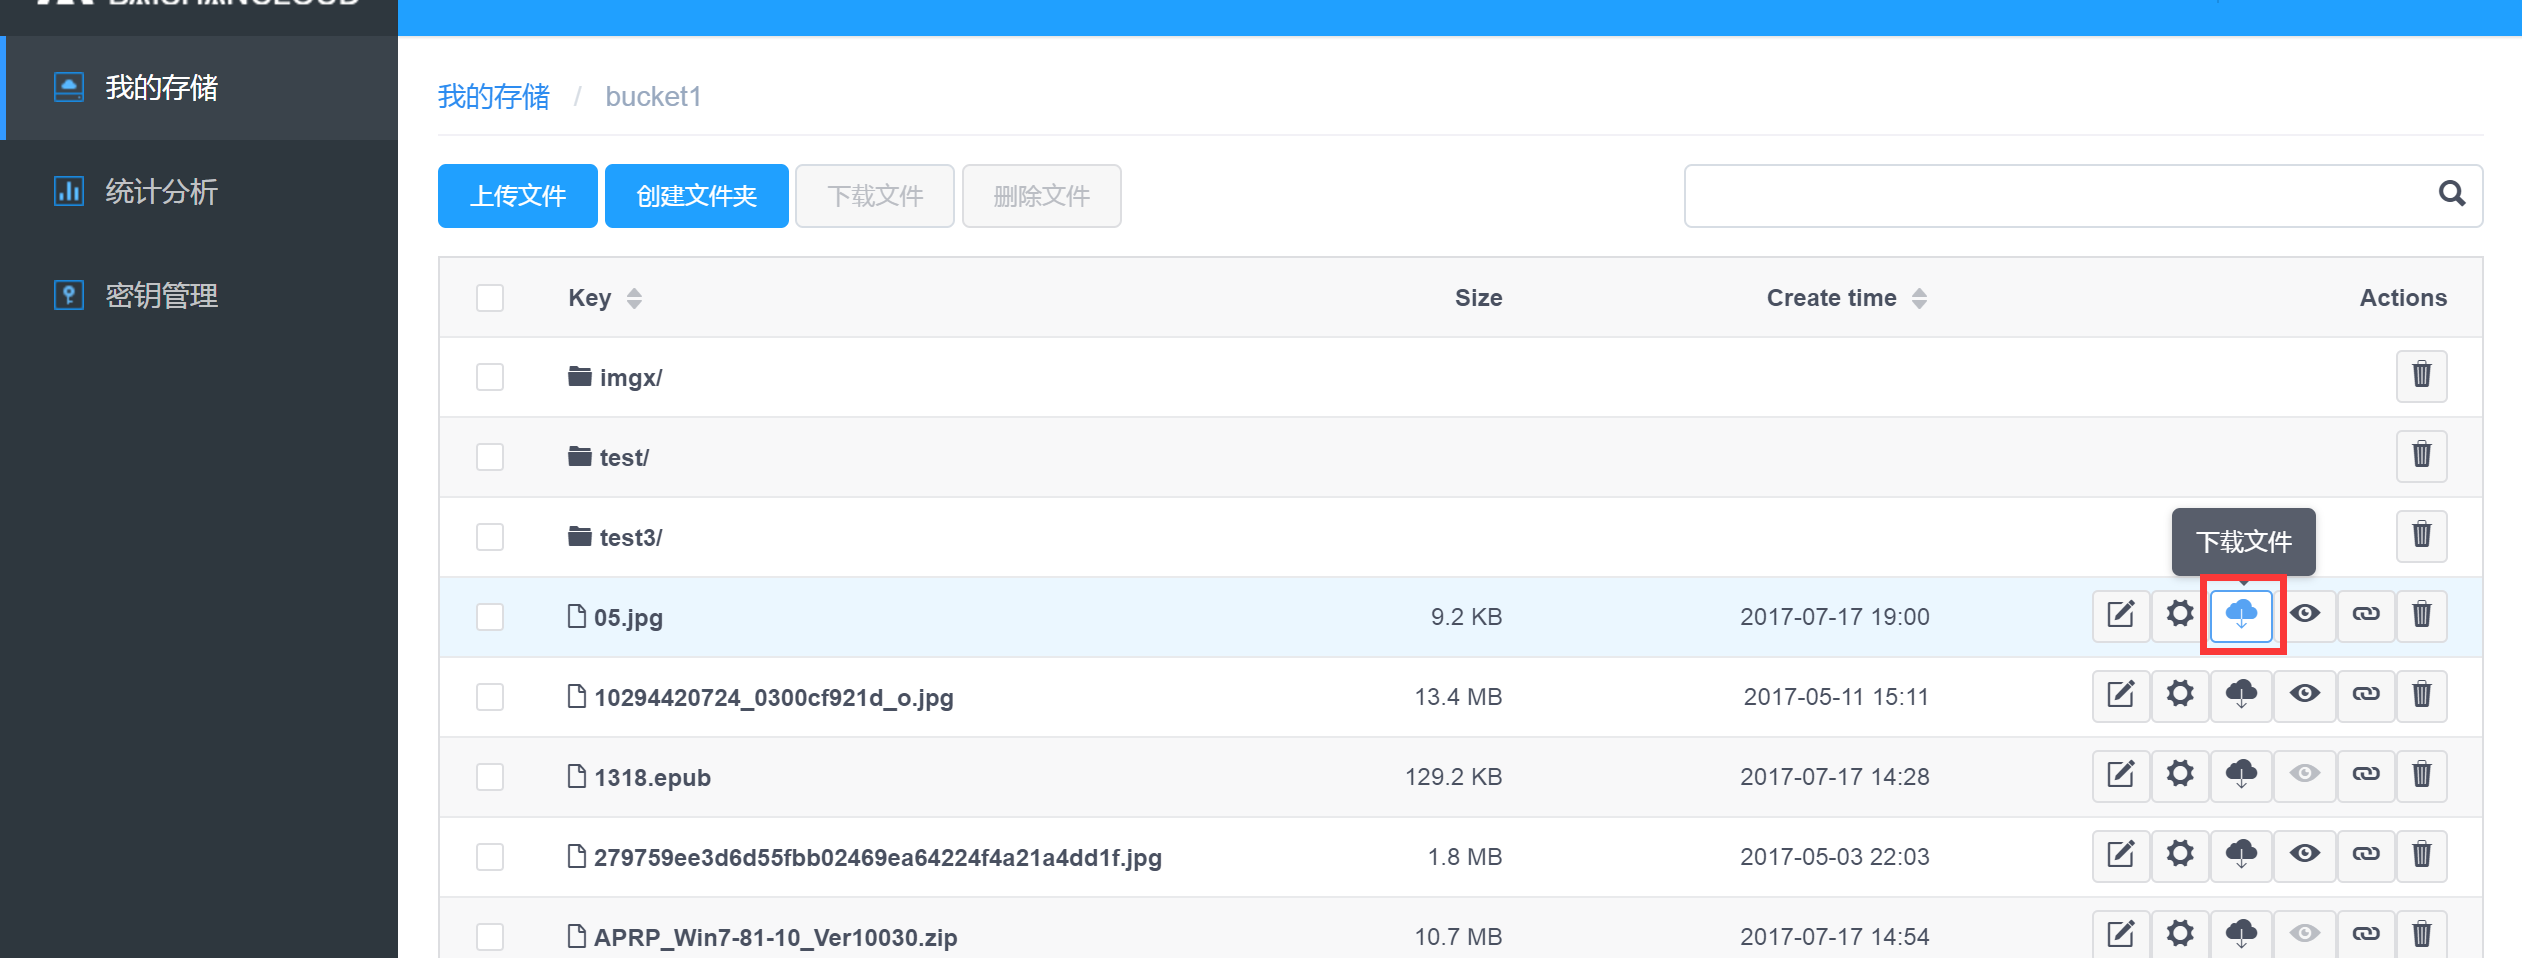 BAISHANCLOUD
我的存储
统计分析
密钥管理
我的存储 / bucket1
上传文件 创建文件夹 下载文件 删除文件
Key Size Create time Actions
imgx/
test/
test3/
下载文件
05.jpg 9.2 KB 2017-07-17 19:00
10294420724_0300cf921d_o.jpg 13.4 MB 2017-05-11 15:11
1318.epub 129.2 KB 2017-07-17 14:28
279759ee3d6d55fbb02469ea64224f4a21a4dd1f.jpg 1.8 MB 2017-05-03 22:03
APRP_Win7-81-10_Ver10030.zip 10.7 MB 2017-07-17 14:54